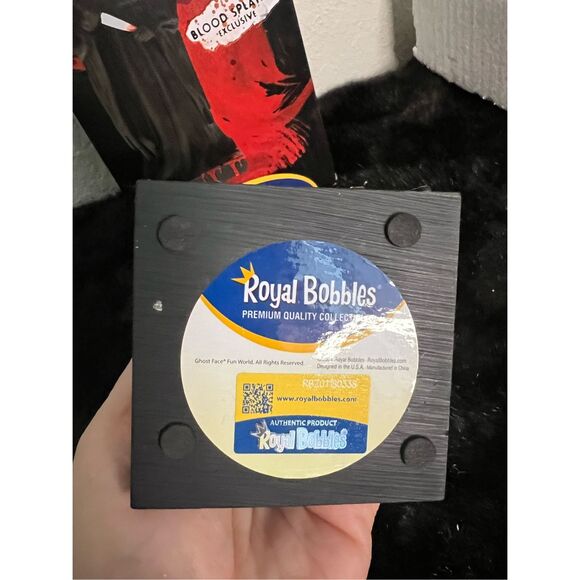 BLOOD SPLAT
EXCLUSIVE
Royal Bobbles®
PREMIUM QUALITY
Ghost Face® Fun World. All Rights Reserved.
Royal Bobbles · RoyalBobbles.com
Designed in the U.S.A. · Manufactured in China
www.royalbobbles.com
AUTHENTIC PRODUCT
Royal Bobbles®